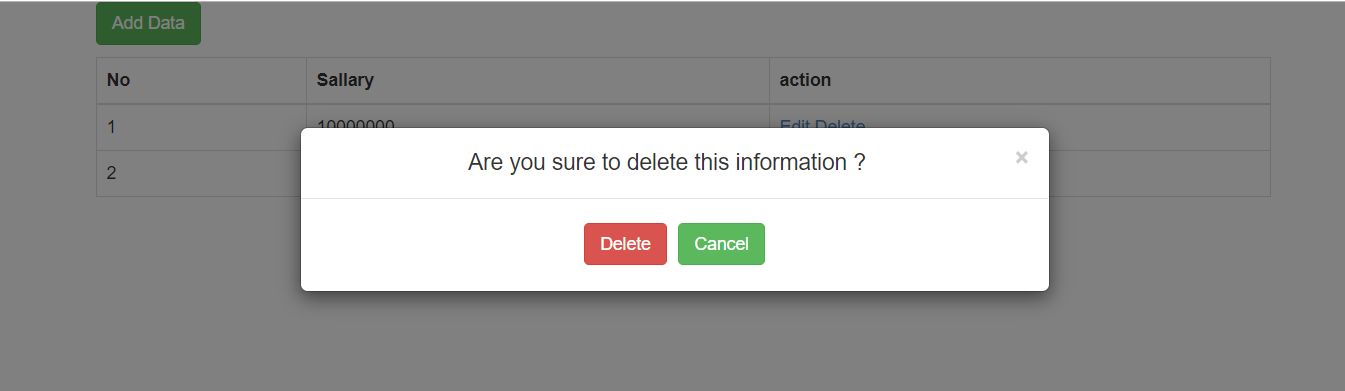 Add Data
No Sallary action
1 10000000 Edit Delete
2
Are you sure to delete this information ? ×
Delete Cancel